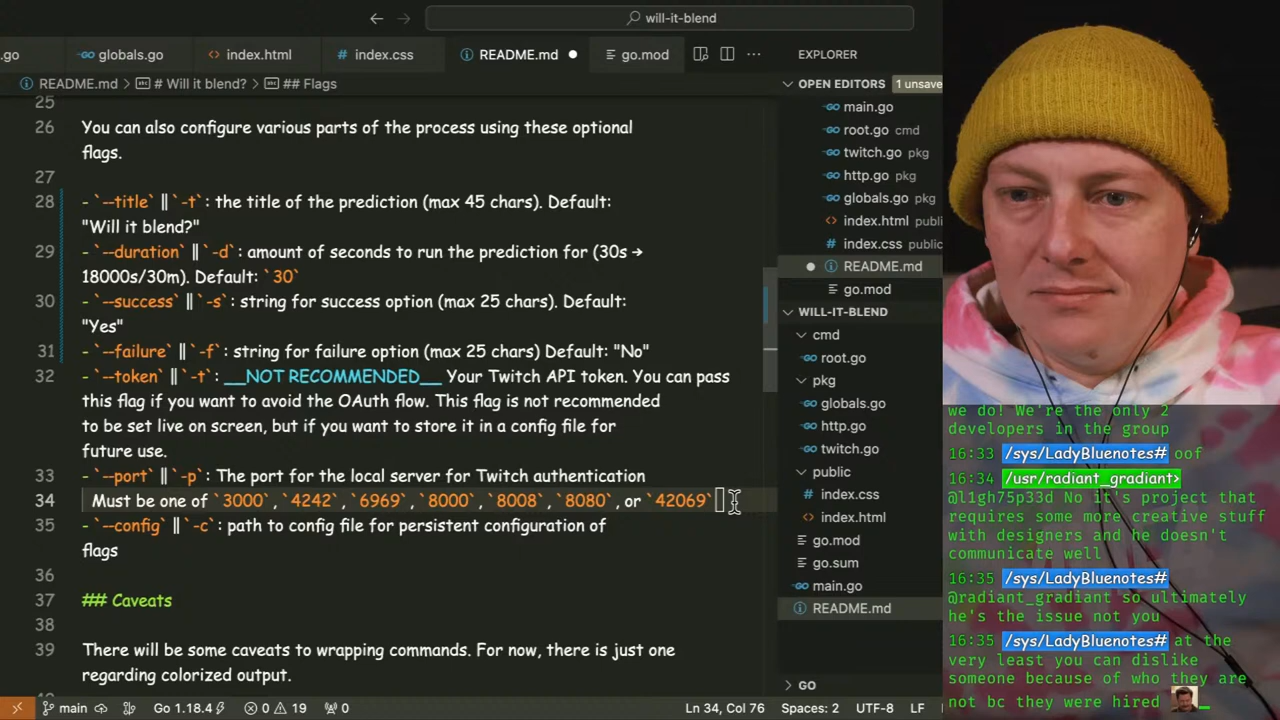 will-it-blend
.go
globals.go
index.html
index.css
README.md
go.mod
EXPLORER
README.md > # Will it blend? > ## Flags
OPEN EDITORS
1 unsave
25
26 You can also configure various parts of the process using these optional
flags.
27
28 - `--title` || `-t`: the title of the prediction (max 45 chars). Default:
"Will it blend?"
29 - `--duration` || `-d`: amount of seconds to run the prediction for (30s →
18000s/30m). Default: `30`
30 - `--success` || `-s`: string for success option (max 25 chars). Default:
"Yes"
31 - `--failure` || `-f`: string for failure option (max 25 chars) Default: "No"
32 - `--token` || `-t`: __NOT RECOMMENDED__ Your Twitch API token. You can pass
this flag if you want to avoid the OAuth flow. This flag is not recommended
to be set live on screen, but if you want to store it in a config file for
future use.
33 - `--port` || `-p`: The port for the local server for Twitch authentication
34 Must be one of `3000`,`4242`,`6969`,`8000`,`8008`,`8080`, or `42069`
35 - `--config` || `-c`: path to config file for persistent configuration of
flags
36
37 ## Caveats
38
39 There will be some caveats to wrapping commands. For now, there is just one
regarding colorized output.
main.go
root.go cmd
twitch.go pkg
http.go pkg
globals.go pkg
index.html publi
index.css public
README.md
go.mod
WILL-IT-BLEND
cmd
root.go
pkg
globals.go
http.go
twitch.go
public
index.css
index.html
go.mod
go.sum
main.go
README.md
GO
main
Go 1.18.4
0
19
0
Ln 34, Col 76
Spaces: 2
UTF-8
LF
we do! We're the only 2
developers in the group
16:33 /sys/LadyBluenotes# oof
16:34 /usr/radiant_gradiant>
@l1gh75p33d No it's project that
requires some more creative stuff
with designers and he doesn't
communicate well
16:35 /sys/LadyBluenotes#
@radiant_gradiant so ultimately
he's the issue not you
16:35 /sys/LadyBluenotes# at the
very least you can dislike
someone because of who they are
not bc they were hired